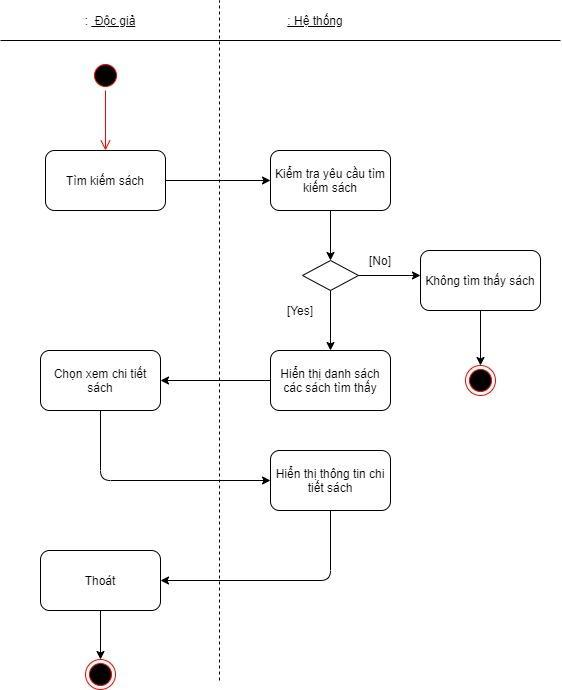 : Độc giả
: Hệ thống
Tìm kiếm sách
Kiểm tra yêu cầu tìm
kiếm sách
[No]
Không tìm thấy sách
[Yes]
Chọn xem chi tiết
sách
Hiển thị danh sách
các sách tìm thấy
Hiển thị thông tin chi
tiết sách
Thoát